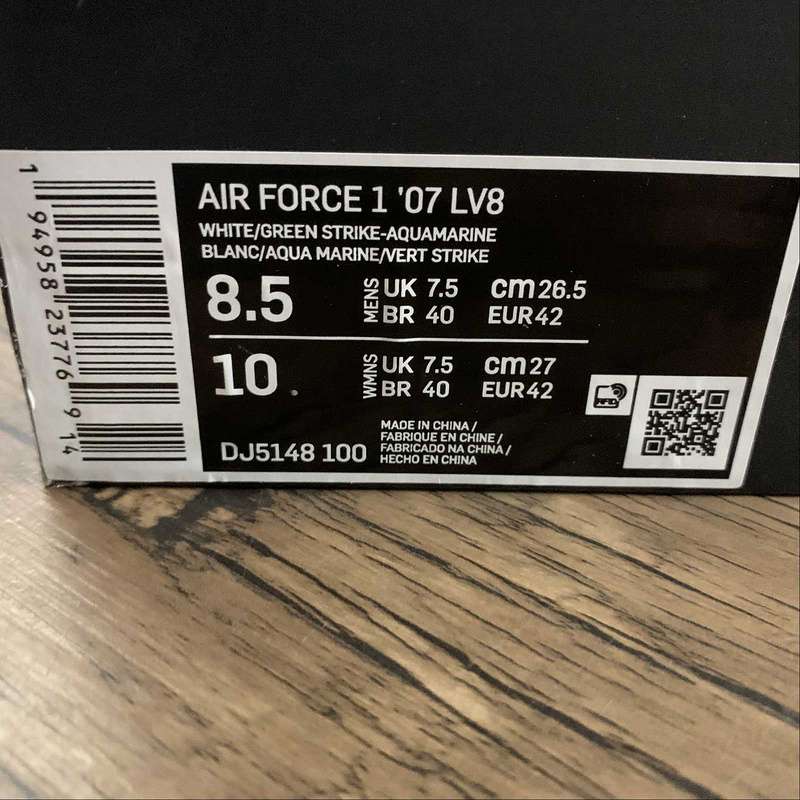 AIR FORCE 1 '07 LV8
WHITE/GREEN STRIKE-AQUAMARINE
BLANC/AQUA MARINE/VERT STRIKE
8.5 MENS UK 7.5 cm 26.5
BR 40 EUR 42
10 WMNS UK 7.5 cm 27
BR 40 EUR 42
DJ5148 100
MADE IN CHINA /
FABRIQUE EN CHINE /
FABRICADO NA CHINA /
HECHO EN CHINA
1 94958 23776 9 14